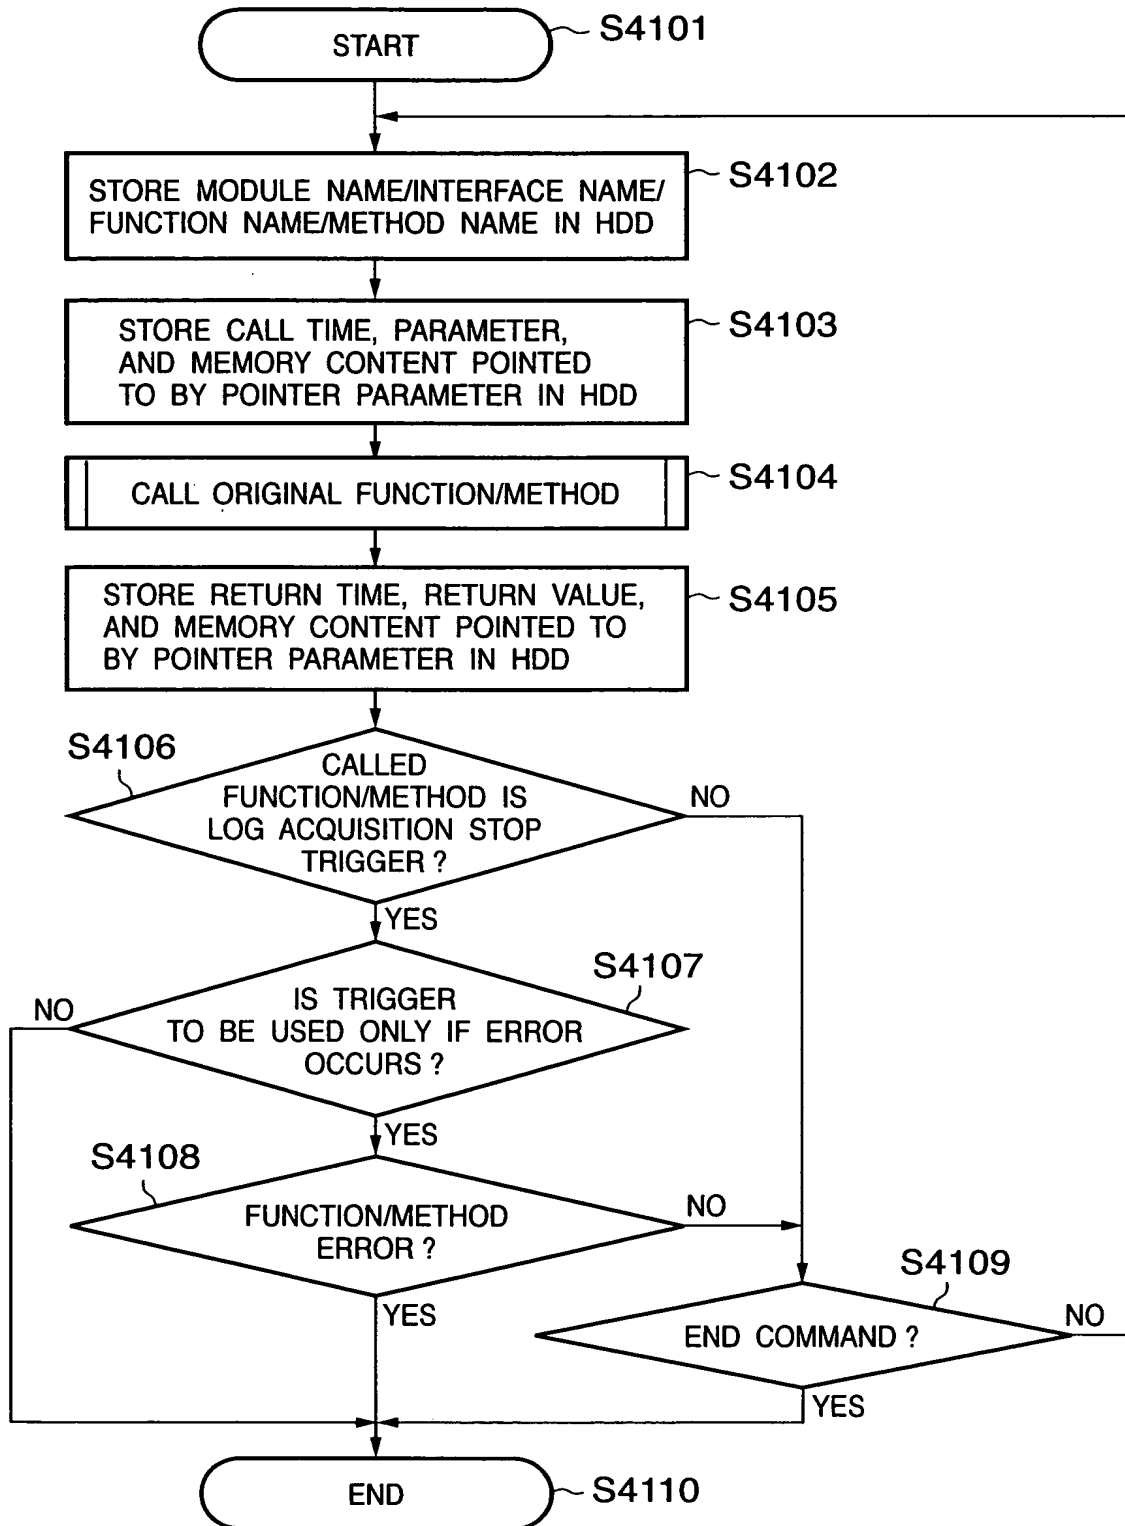 START
S4101
STORE MODULE NAME/INTERFACE NAME/
FUNCTION NAME/METHOD NAME IN HDD
S4102
STORE CALL TIME, PARAMETER,
AND MEMORY CONTENT POINTED
TO BY POINTER PARAMETER IN HDD
S4103
CALL ORIGINAL FUNCTION/METHOD
S4104
STORE RETURN TIME, RETURN VALUE,
AND MEMORY CONTENT POINTED TO
BY POINTER PARAMETER IN HDD
S4105
S4106
CALLED
FUNCTION/METHOD IS
LOG ACQUISITION STOP
TRIGGER ?
NO
YES
S4107
NO
IS TRIGGER
TO BE USED ONLY IF ERROR
OCCURS ?
YES
S4108
FUNCTION/METHOD
ERROR ?
NO
YES
S4109
END COMMAND ?
NO
YES
END
S4110